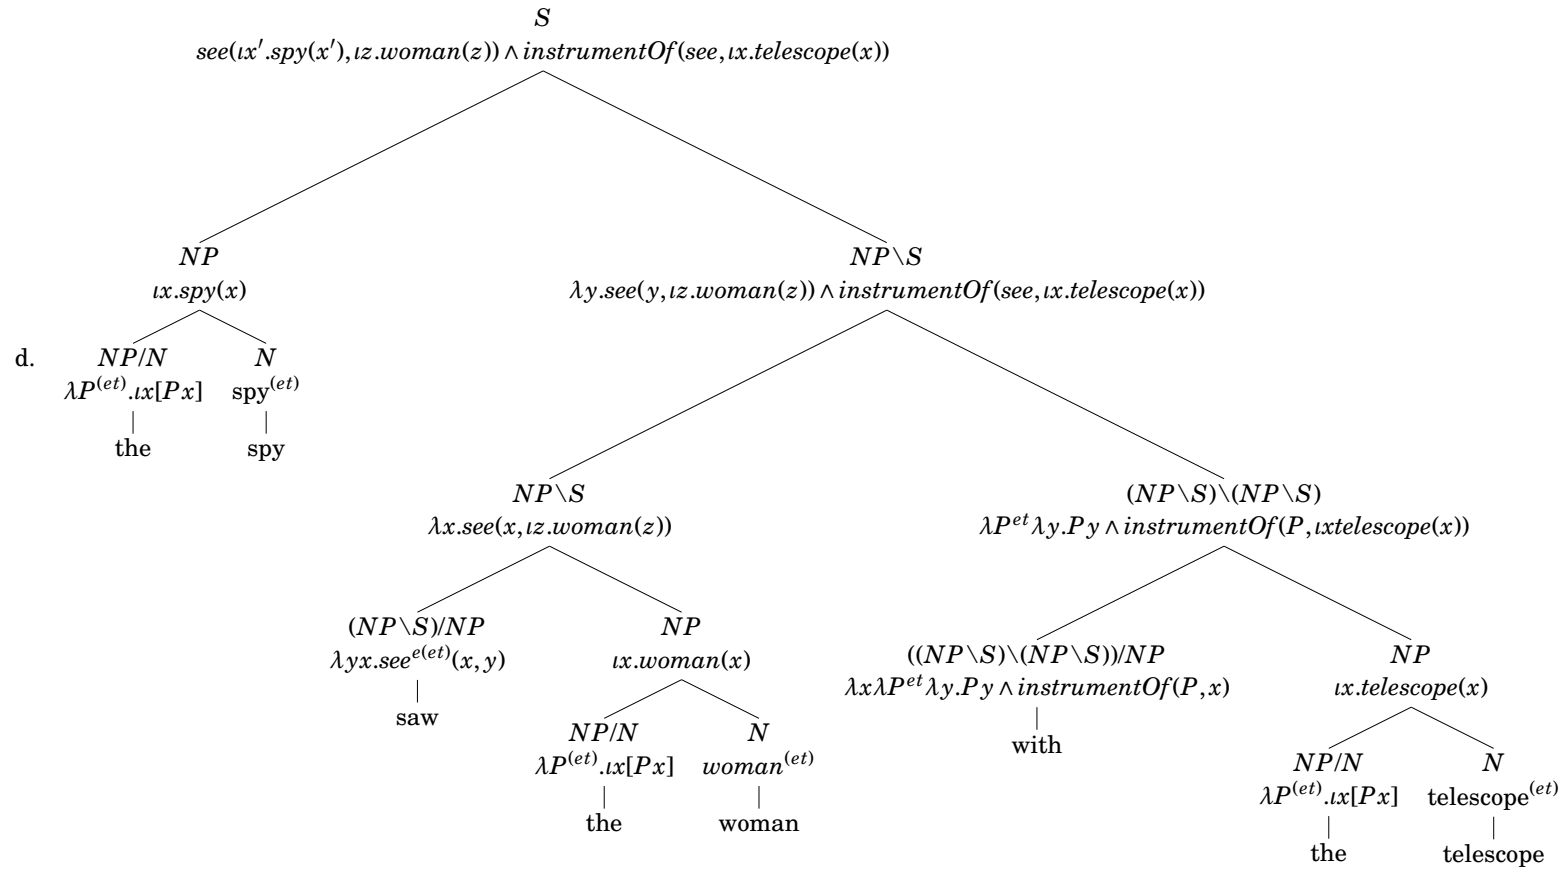 S
see(ιx′.spy(x′),ιz.woman(z)) ∧ instrumentOf(see,ιx.telescope(x))
NP NP\S
ιx.spy(x) λy.see(y,ιz.woman(z)) ∧ instrumentOf(see,ιx.telescope(x))
d. NP/N N
λP^(et).ιx[Px] spy^(et)
the spy
NP\S (NP\S)\(NP\S)
λx.see(x,ιz.woman(z)) λP^et λy.Py ∧ instrumentOf(P,ιxtelescope(x))
(NP\S)/NP NP ((NP\S)\(NP\S))/NP NP
λyx.see^e(et)(x,y) ιx.woman(x) λxλP^et λy.Py ∧ instrumentOf(P,x) ιx.telescope(x)
saw NP/N N with
λP^(et).ιx[Px] woman^(et) NP/N N
the woman λP^(et).ιx[Px] telescope^(et)
the telescope